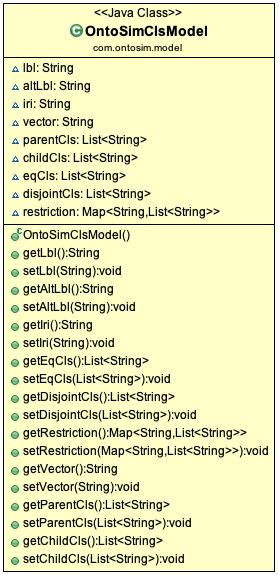 <<Java Class>>
OntoSimClsModel
com.ontosim.model
lbl: String
altLbl: String
iri: String
vector: String
parentCls: List<String>
childCls: List<String>
eqCls: List<String>
disjointCls: List<String>
restriction: Map<String,List<String>>
OntoSimClsModel()
getLbl():String
setLbl(String):void
getAltLbl():String
setAltLbl(String):void
getIri():String
setIri(String):void
getEqCls():List<String>
setEqCls(List<String>):void
getDisjointCls():List<String>
setDisjointCls(List<String>):void
getRestriction():Map<String,List<String>>
setRestriction(Map<String,List<String>>):void
getVector():String
setVector(String):void
getParentCls():List<String>
setParentCls(List<String>):void
getChildCls():List<String>
setChildCls(List<String>):void